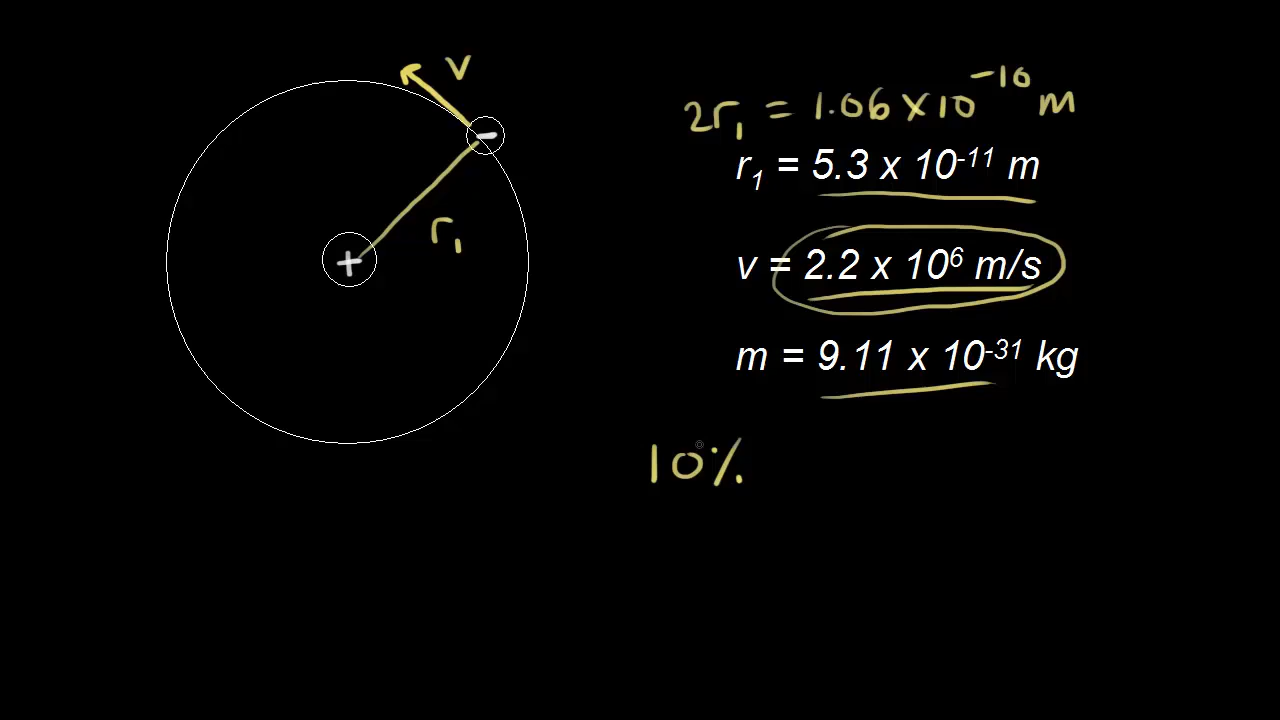 v
−
+
r₁
2r₁ = 1.06 × 10⁻¹⁰ m
r₁ = 5.3 x 10⁻¹¹ m
v = 2.2 x 10⁶ m/s
m = 9.11 x 10⁻³¹ kg
10%